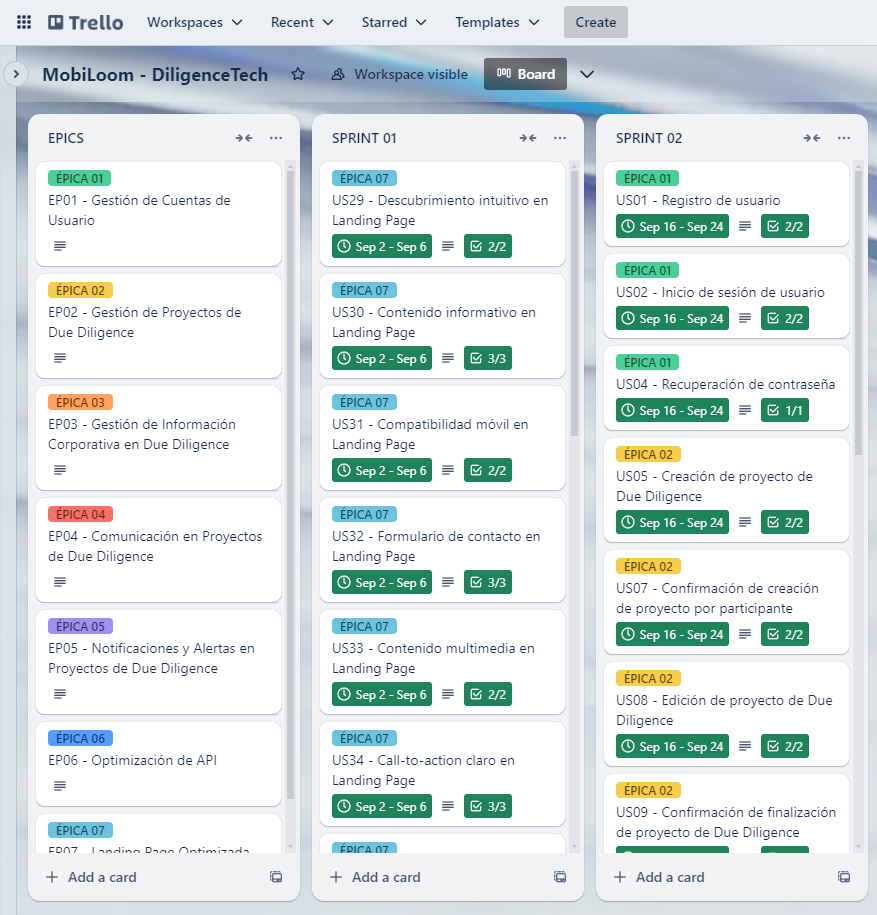 Trello
Workspaces
Recent
Starred
Templates
Create
MobiLoom - DiligenceTech
Workspace visible
Board
EPICS
ÉPICA 01
EP01 - Gestión de Cuentas de
Usuario
ÉPICA 02
EP02 - Gestión de Proyectos de
Due Diligence
ÉPICA 03
EP03 - Gestión de Información
Corporativa en Due Diligence
ÉPICA 04
EP04 - Comunicación en Proyectos
de Due Diligence
ÉPICA 05
EP05 - Notificaciones y Alertas en
Proyectos de Due Diligence
ÉPICA 06
EP06 - Optimización de API
ÉPICA 07
EP07 - Landing Page Optimizada
Add a card
SPRINT 01
ÉPICA 07
US29 - Descubrimiento intuitivo en
Landing Page
Sep 2 - Sep 6
2/2
ÉPICA 07
US30 - Contenido informativo en
Landing Page
Sep 2 - Sep 6
3/3
ÉPICA 07
US31 - Compatibilidad móvil en
Landing Page
Sep 2 - Sep 6
2/2
ÉPICA 07
US32 - Formulario de contacto en
Landing Page
Sep 2 - Sep 6
3/3
ÉPICA 07
US33 - Contenido multimedia en
Landing Page
Sep 2 - Sep 6
2/2
ÉPICA 07
US34 - Call-to-action claro en
Landing Page
Sep 2 - Sep 6
3/3
ÉPICA 07
Add a card
SPRINT 02
ÉPICA 01
US01 - Registro de usuario
Sep 16 - Sep 24
2/2
ÉPICA 01
US02 - Inicio de sesión de usuario
Sep 16 - Sep 24
2/2
ÉPICA 01
US04 - Recuperación de contraseña
Sep 16 - Sep 24
1/1
ÉPICA 02
US05 - Creación de proyecto de
Due Diligence
Sep 16 - Sep 24
2/2
ÉPICA 02
US07 - Confirmación de creación
de proyecto por participante
Sep 16 - Sep 24
2/2
ÉPICA 02
US08 - Edición de proyecto de Due
Diligence
Sep 16 - Sep 24
2/2
ÉPICA 02
US09 - Confirmación de finalización
de proyecto de Due Diligence
Add a card